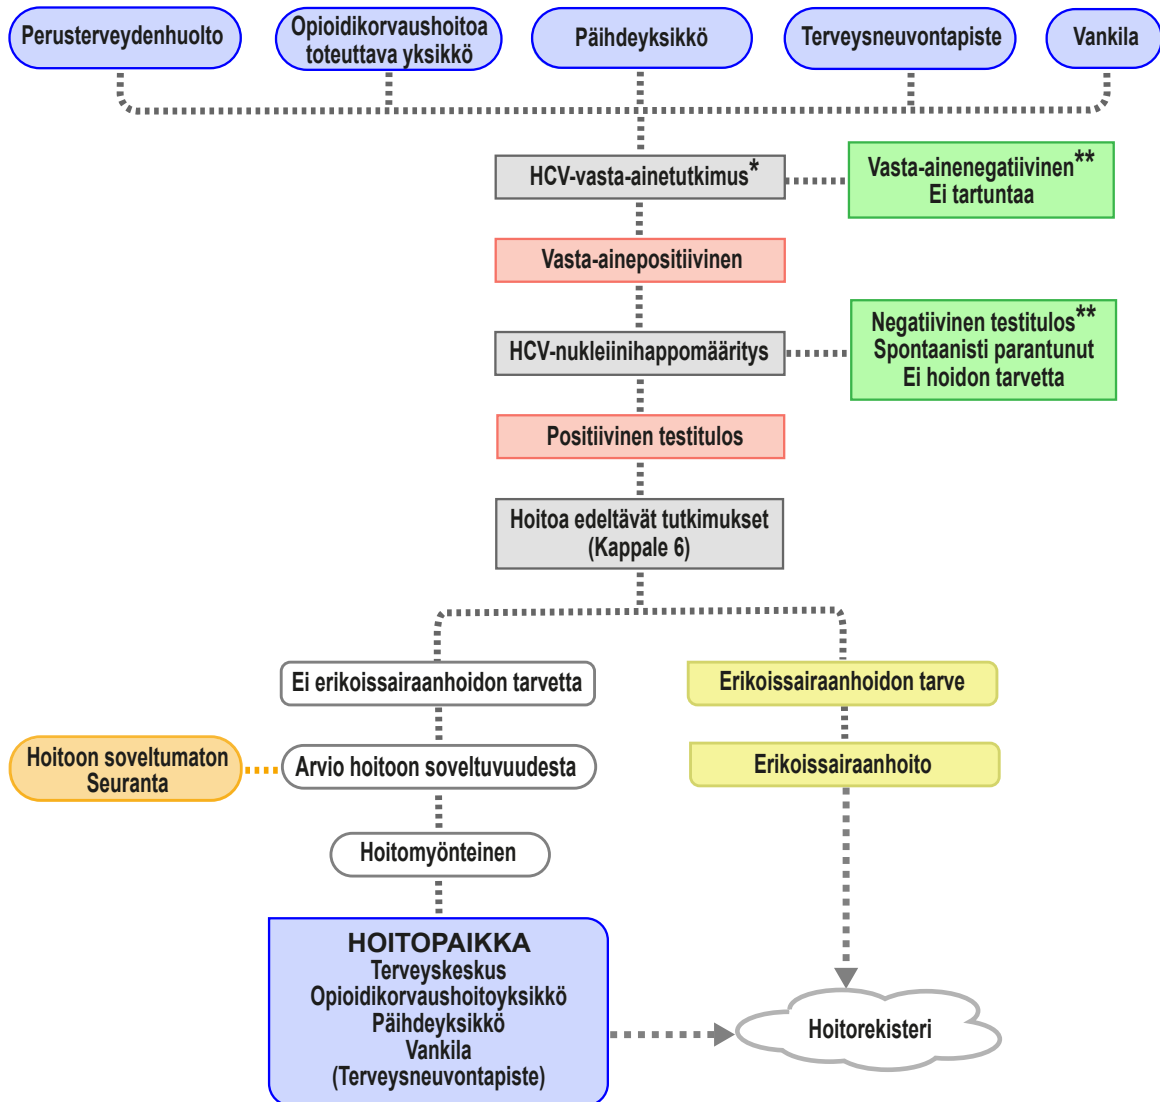 Perusterveydenhuolto
Opioidikorvaushoitoa
toteuttava yksikkö
Päihdeyksikkö
Terveysneuvontapiste
Vankila
HCV-vasta-ainetutkimus*
Vasta-ainenegatiivinen**
Ei tartuntaa
Vasta-ainepositiivinen
HCV-nukleiinihappomääritys
Negatiivinen testitulos**
Spontaanisti parantunut
Ei hoidon tarvetta
Positiivinen testitulos
Hoitoa edeltävät tutkimukset
(Kappale 6)
Ei erikoissairaanhoidon tarvetta
Erikoissairaanhoidon tarve
Hoitoon soveltumaton
Seuranta
Arvio hoitoon soveltuvuudesta
Erikoissairaanhoito
Hoitomyönteinen
HOITOPAIKKA
Terveyskeskus
Opioidikorvaushoitoyksikkö
Päihdeyksikkö
Vankila
(Terveysneuvontapiste)
Hoitorekisteri